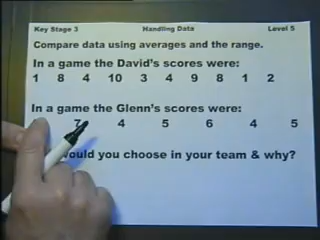 Key Stage 3 Handling Data Level 5
Compare data using averages and the range.
In a game the David's scores were:
1 8 4 10 3 4 9 8 1 2
In a game the Glenn's scores were:
7 4 5 6 4 5
would you choose in your team & why?